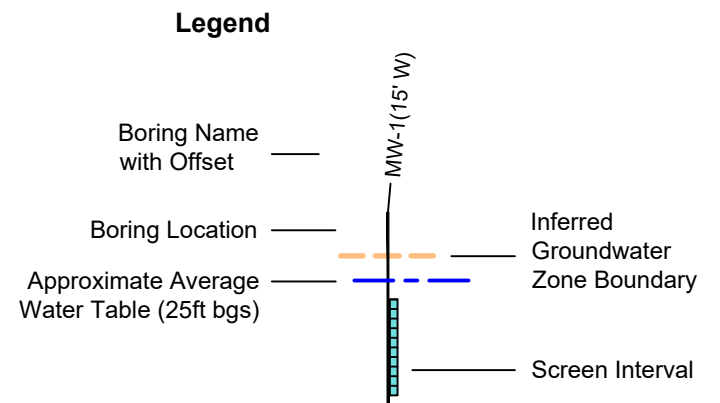 Legend
MW-1(15' W)
Boring Name
with Offset
Boring Location
Inferred
Groundwater
Zone Boundary
Approximate Average
Water Table (25ft bgs)
Screen Interval